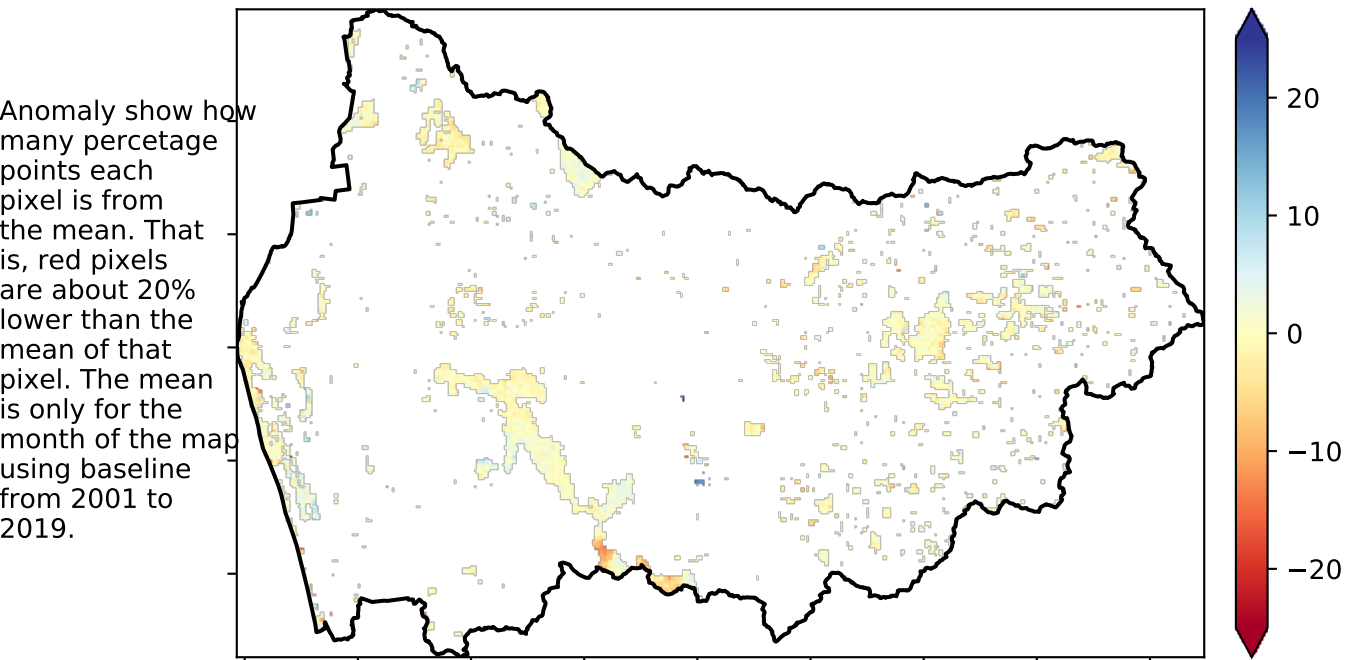 Anomaly show how
many percetage
points each
pixel is from
the mean. That
is, red pixels
are about 20%
lower than the
mean of that
pixel. The mean
is only for the
month of the map
using baseline
from 2001 to
2019.
20
10
0
−10
−20